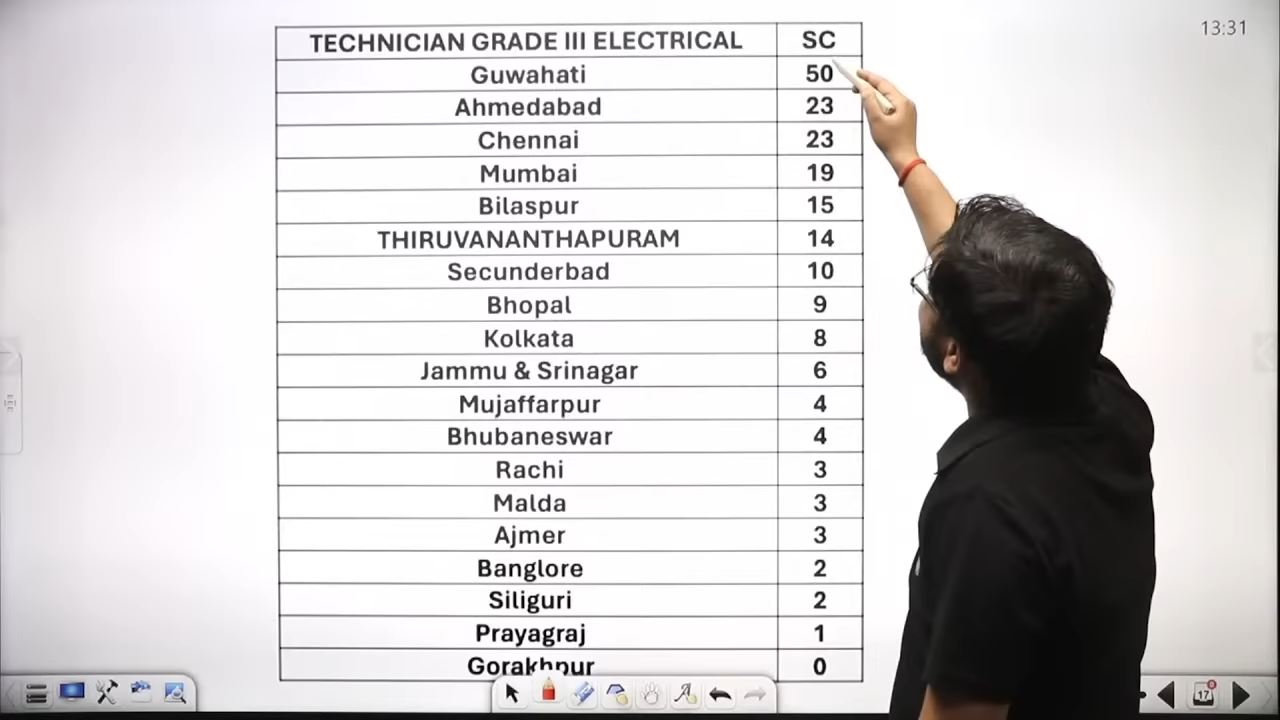 13:31
TECHNICIAN GRADE III ELECTRICAL SC
Guwahati 50
Ahmedabad 23
Chennai 23
Mumbai 19
Bilaspur 15
THIRUVANANTHAPURAM 14
Secunderbad 10
Bhopal 9
Kolkata 8
Jammu & Srinagar 6
Mujaffarpur 4
Bhubaneswar 4
Rachi 3
Malda 3
Ajmer 3
Banglore 2
Siliguri 2
Prayagraj 1
Gorakhpur 0
17